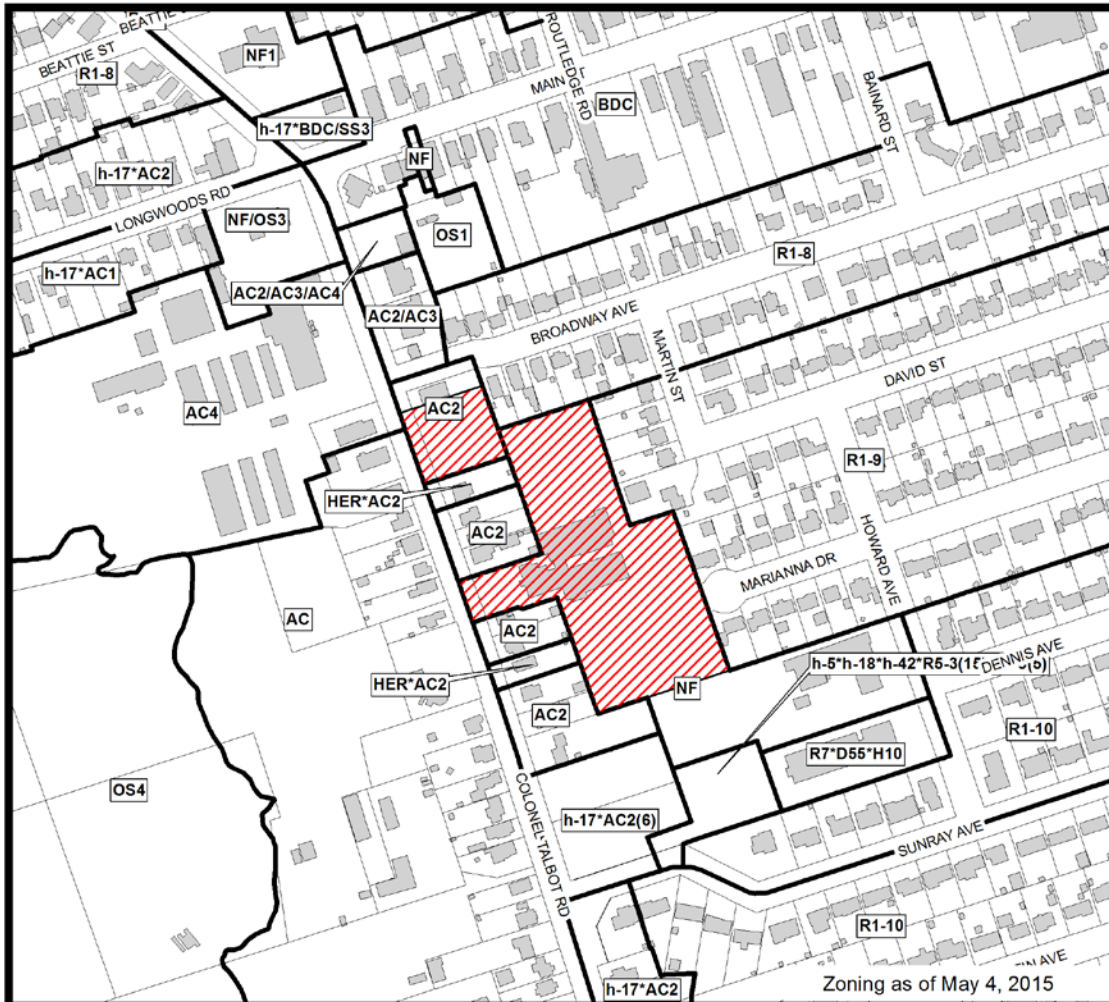 BEATTIE
BEATTIE ST
R1-8
NF1
ROUTLEDGE RD
MAIN
BDC
BAINARD ST
h-17*BDC/SS3
NF
h-17*AC2
LONGWOODS RD
NF/OS3
OS1
R1-8
h-17*AC1
AC2/AC3/AC4
AC2/AC3
BROADWAY AVE
MARTIN ST
DAVID ST
AC4
AC2
R1-9
HER*AC2
AC2
HOWARD AVE
MARIANNA DR
AC
AC2
DENNIS AVE
HER*AC2
NF
AC2
R1-10
R7*D55*H10
OS4
COLONEL TALBOT RD
h-17*AC2(6)
SUNRAY AVE
R1-10
AVE
h-17*AC2
Zoning as of May 4, 2015